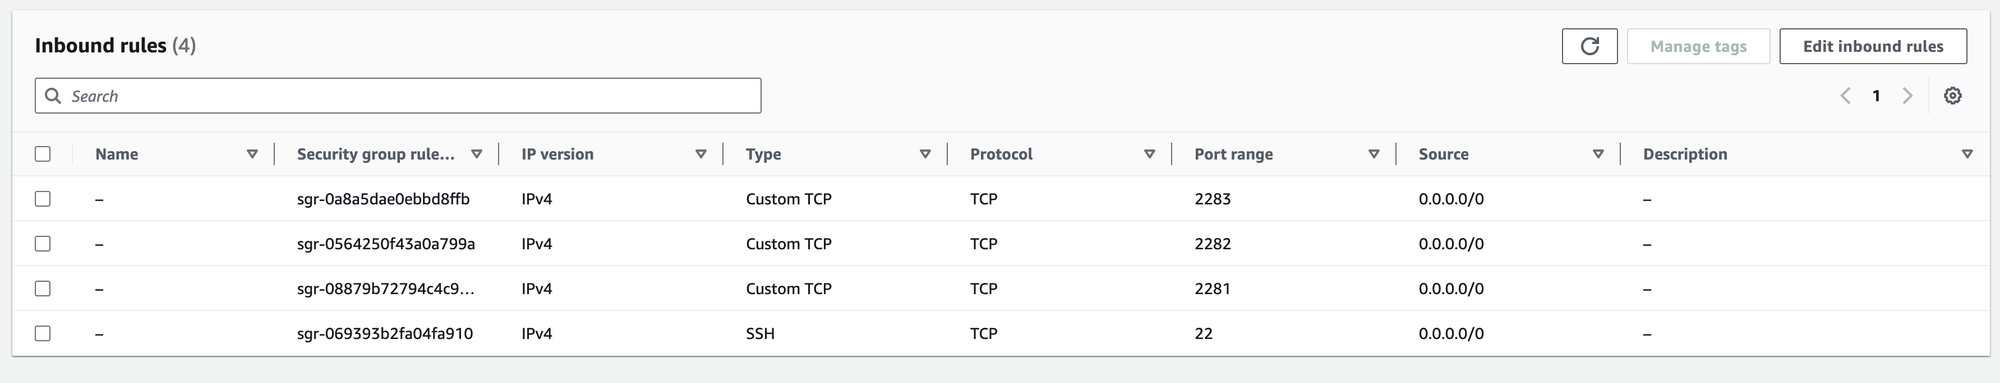 Inbound rules (4)
Manage tags
Edit inbound rules
Search
1
Name Security group rule... IP version Type Protocol Port range Source Description
– sgr-0a8a5dae0ebbd8ffb IPv4 Custom TCP TCP 2283 0.0.0.0/0 –
– sgr-0564250f43a0a799a IPv4 Custom TCP TCP 2282 0.0.0.0/0 –
– sgr-08879b72794c4c9... IPv4 Custom TCP TCP 2281 0.0.0.0/0 –
– sgr-069393b2fa04fa910 IPv4 SSH TCP 22 0.0.0.0/0 –